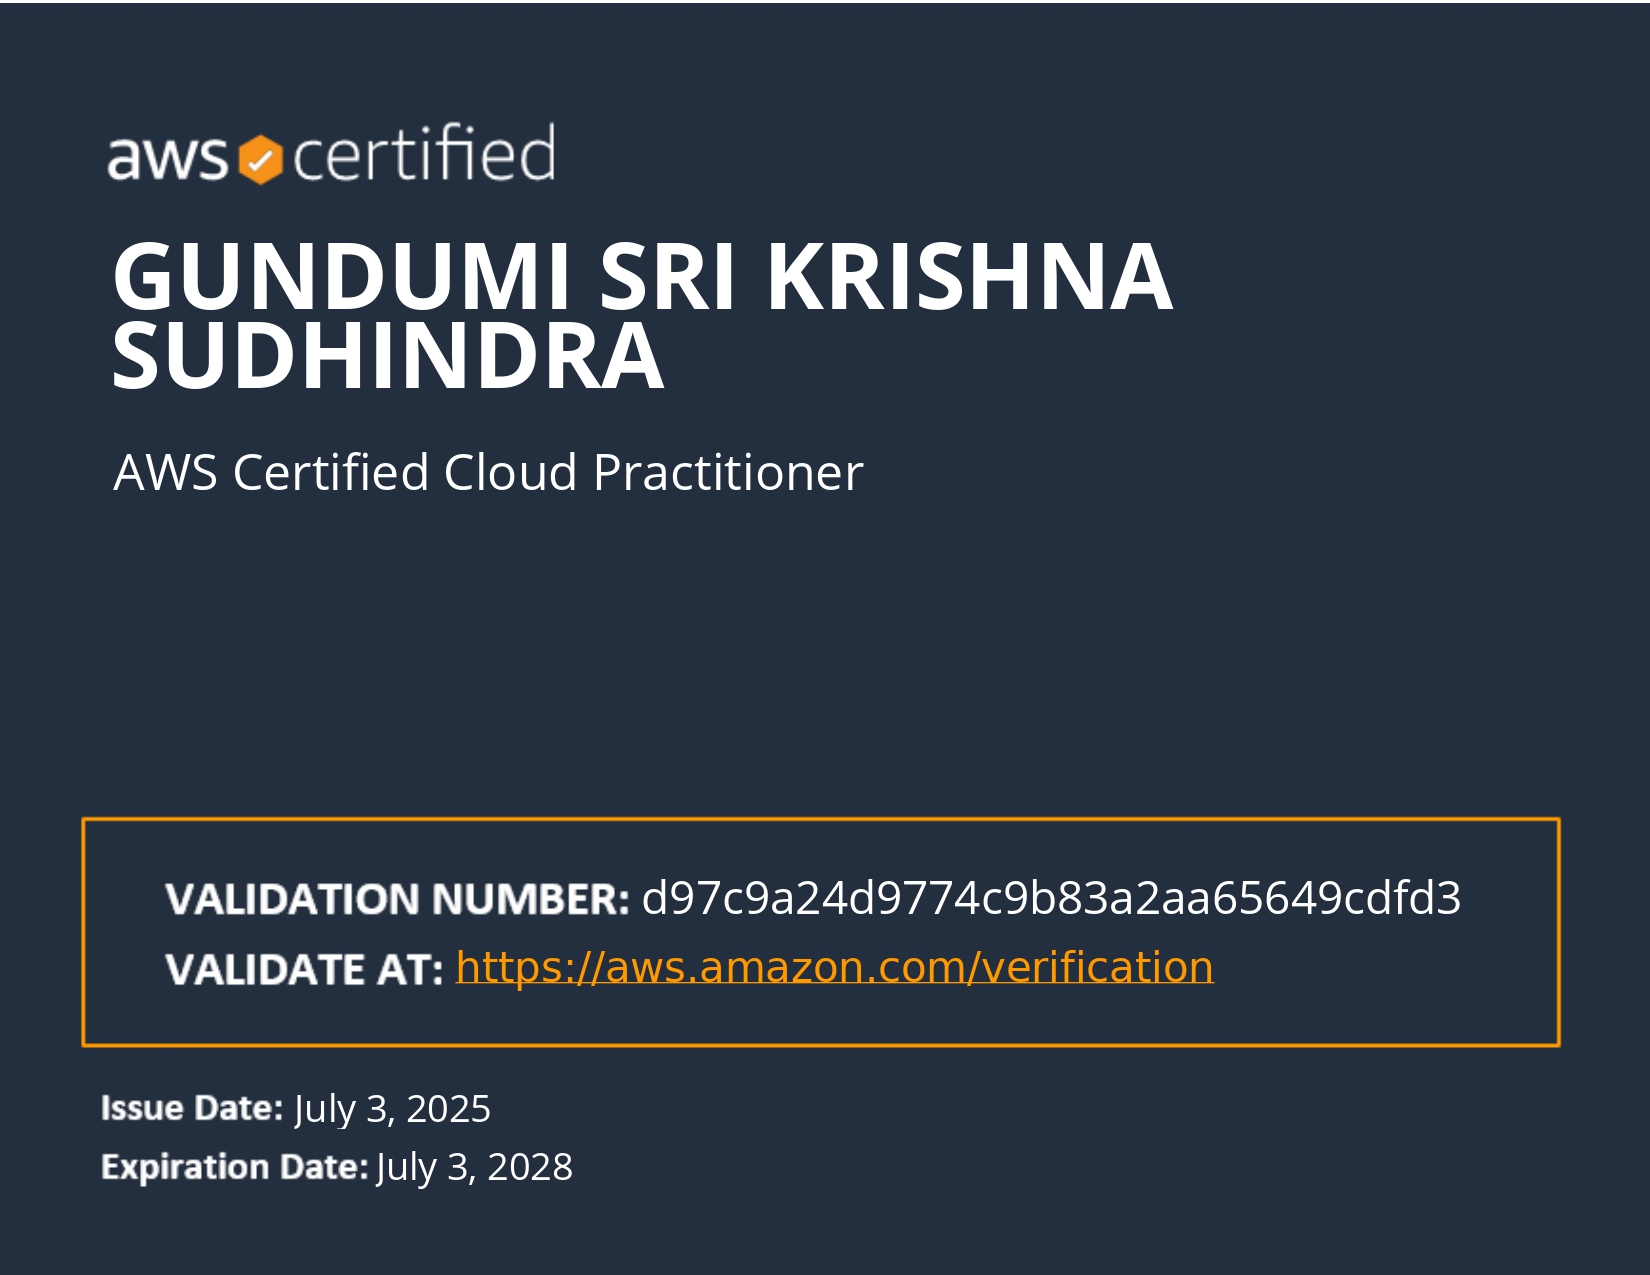 aws certified
GUNDUMI SRI KRISHNA
SUDHINDRA
AWS Certified Cloud Practitioner
VALIDATION NUMBER: d97c9a24d9774c9b83a2aa65649cdfd3
VALIDATE AT: https://aws.amazon.com/verification
Issue Date: July 3, 2025
Expiration Date: July 3, 2028